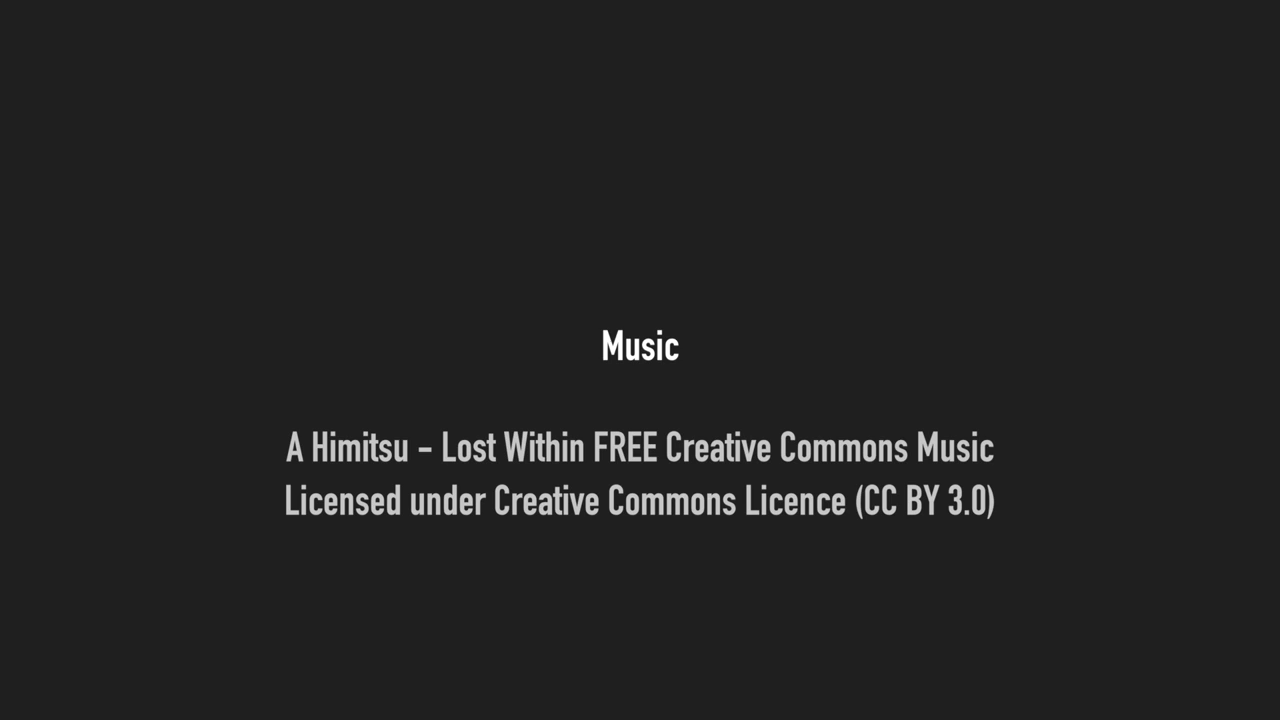 Music
A Himitsu - Lost Within FREE Creative Commons Music
Licensed under Creative Commons Licence (CC BY 3.0)